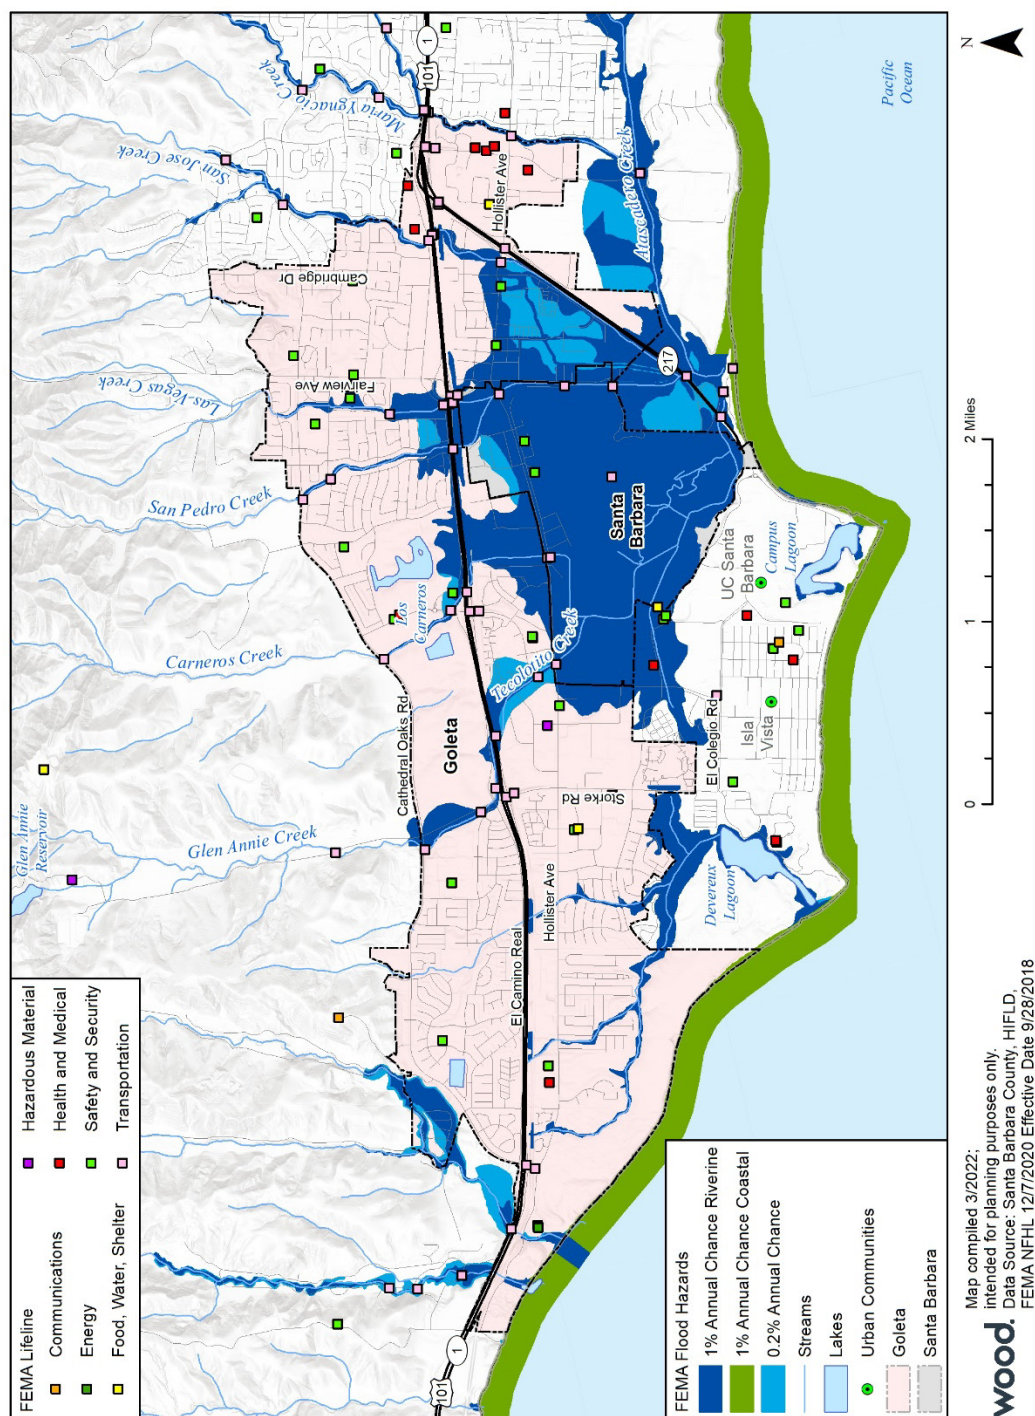 FEMA Lifeline
Communications
Energy
Food, Water, Shelter
Hazardous Material
Health and Medical
Safety and Security
Transportation
Glen Annie
Reservoir
Glen Annie Creek
Carneros Creek
San Pedro Creek
Las Vegas Creek
San Jose Creek
Maria Ygnacio Creek
Cathedral Oaks Rd
Los
Carneros
Fairview Ave
Cambridge Dr
101
1
101
1
Goleta
El Camino Real
Hollister Ave
Storke Rd
Tecolotito Creek
Santa
Barbara
217
Hollister Ave
Atascadero Creek
El Colegio Rd
Isla
Vista
UC Santa
Barbara
Campus
Lagoon
Devereux
Lagoon
Pacific
Ocean
N
0
1
2 Miles
FEMA Flood Hazards
1% Annual Chance Riverine
1% Annual Chance Coastal
0.2% Annual Chance
Streams
Lakes
Urban Communities
Goleta
Santa Barbara
wood.
Map compiled 3/2022;
intended for planning purposes only.
Data Source: Santa Barbara County, HIFLD,
FEMA NFHL 12/7/2020 Effective Date 9/28/2018